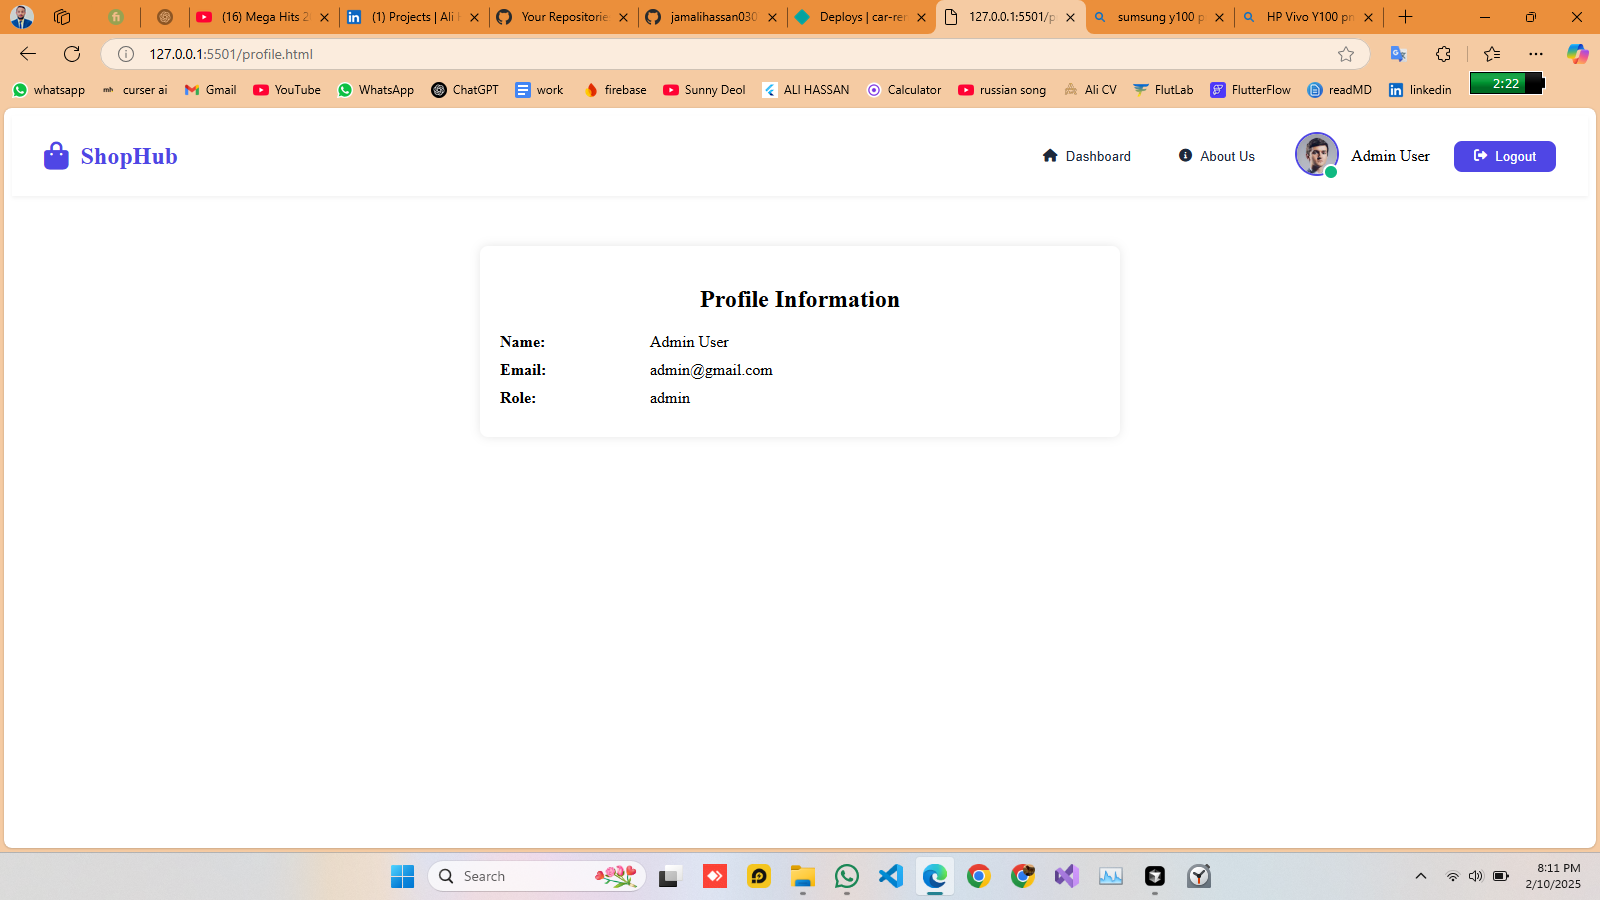 (16) Mega Hits 2
(1) Projects | Ali H
Your Repositorie
jamalihassan030
Deploys | car-rer
127.0.0.1:5501/p
sumsung y100 p
HP Vivo Y100 pr
127.0.0.1:5501/profile.html
whatsapp
curser ai
Gmail
YouTube
WhatsApp
ChatGPT
work
firebase
Sunny Deol
ALI HASSAN
Calculator
russian song
Ali CV
FlutLab
FlutterFlow
readMD
linkedin
2:22
ShopHub
Dashboard
About Us
Admin User
Logout
Profile Information
Name: Admin User
Email: admin@gmail.com
Role: admin
Search
8:11 PM
2/10/2025